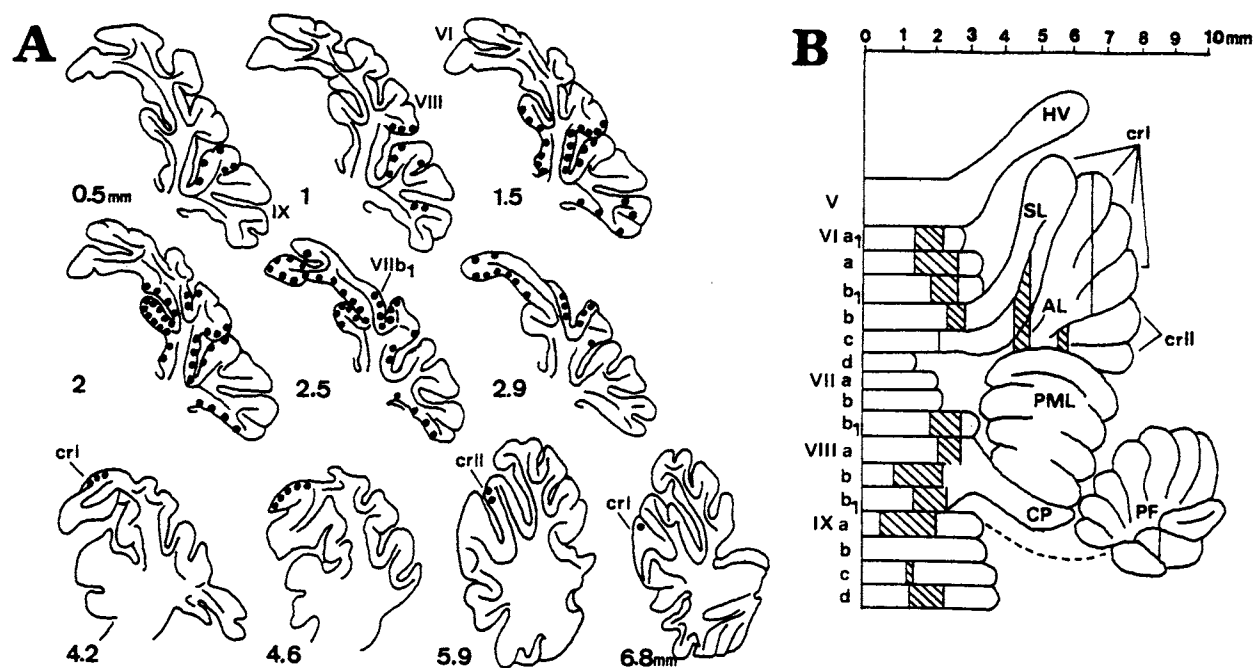 A
VI
VIII
IX
0.5mm
1
1.5
VIIb1
2
2.5
2.9
crI
crII
crI
4.2
4.6
5.9
6.8mm
B
0 1 2 3 4 5 6 7 8 9 10mm
HV
crI
V
SL
VI a1
a
b1
AL
b
crII
c
d
VII a
PML
b
b1
VIII a
b
b1
CP
PF
IX a
b
c
d